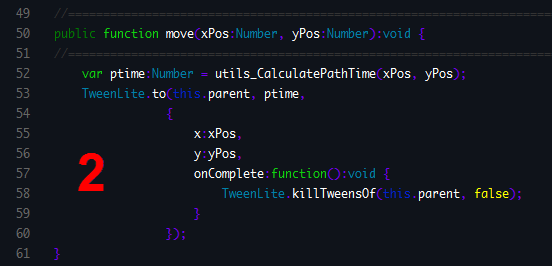 49 //==========================================================
50 public function move(xPos:Number, yPos:Number):void {
51 //==========================================================
52 var ptime:Number = utils_CalculatePathTime(xPos, yPos);
53 TweenLite.to(this.parent, ptime,
54 {
55 x:xPos,
56 y:yPos,
57 onComplete:function():void {
58 TweenLite.killTweensOf(this.parent, false);
59 }
60 });
61 }
2